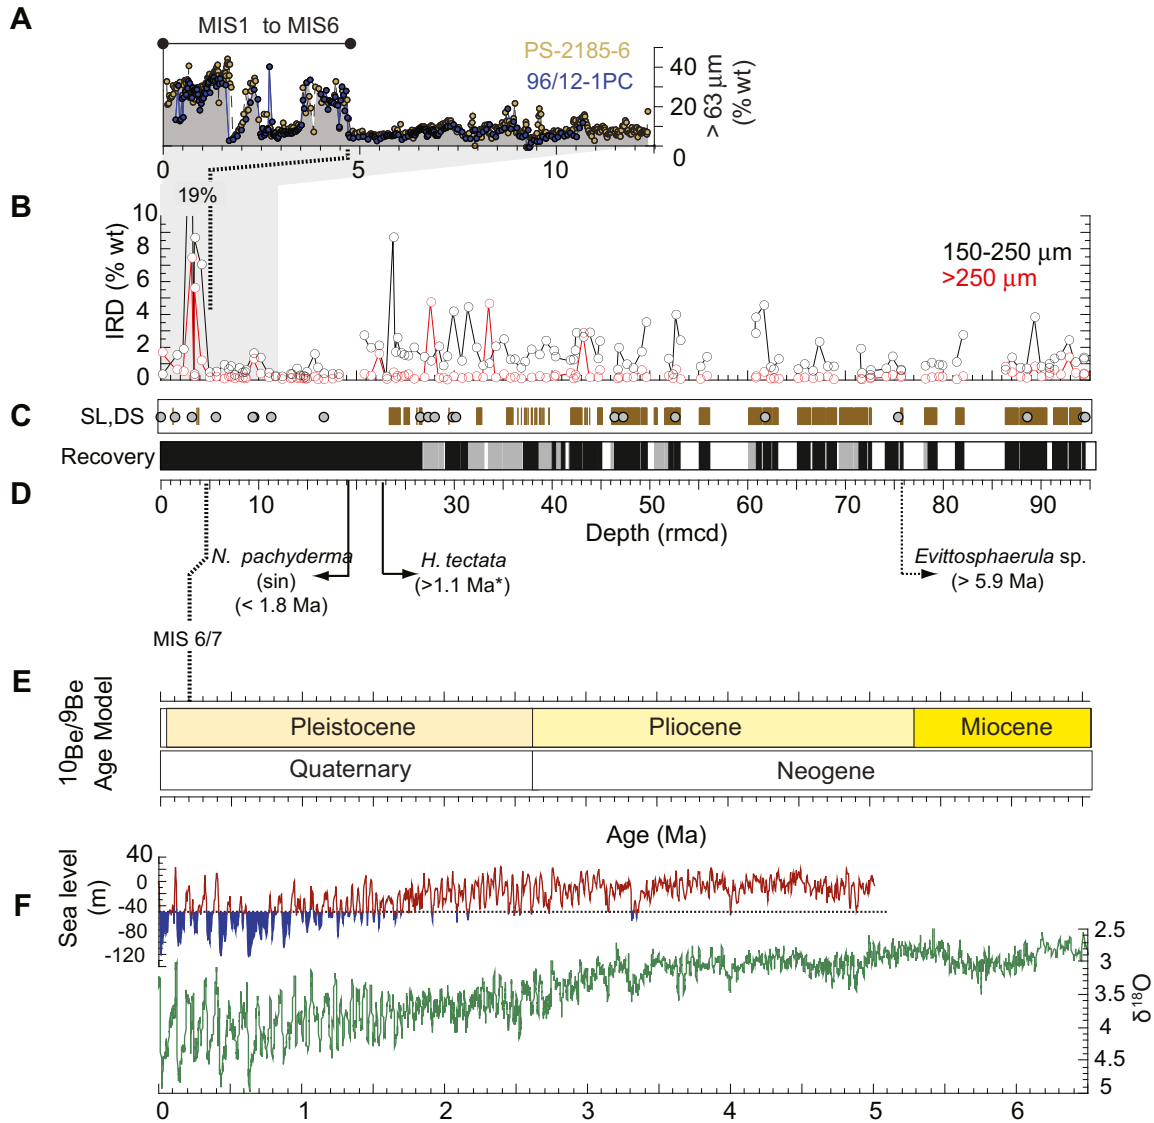 A
MIS1 to MIS6
PS-2185-6
96/12-1PC
40
20
0
> 63 µm
(% wt)
0
5
10
B
19%
10
8
6
4
2
0
IRD (% wt)
150-250 µm
>250 µm
C
SL,DS
Recovery
D
0
10
30
40
50
60
70
80
90
Depth (rmcd)
N. pachyderma
(sin)
(< 1.8 Ma)
H. tectata
(>1.1 Ma*)
Evittosphaerula sp.
(> 5.9 Ma)
MIS 6/7
E
10Be/9Be
Age Model
Pleistocene
Pliocene
Miocene
Quaternary
Neogene
Age (Ma)
F
Sea level
(m)
40
0
-40
-80
-120
2.5
3
3.5
4
4.5
5
δ18O
0
1
2
3
4
5
6